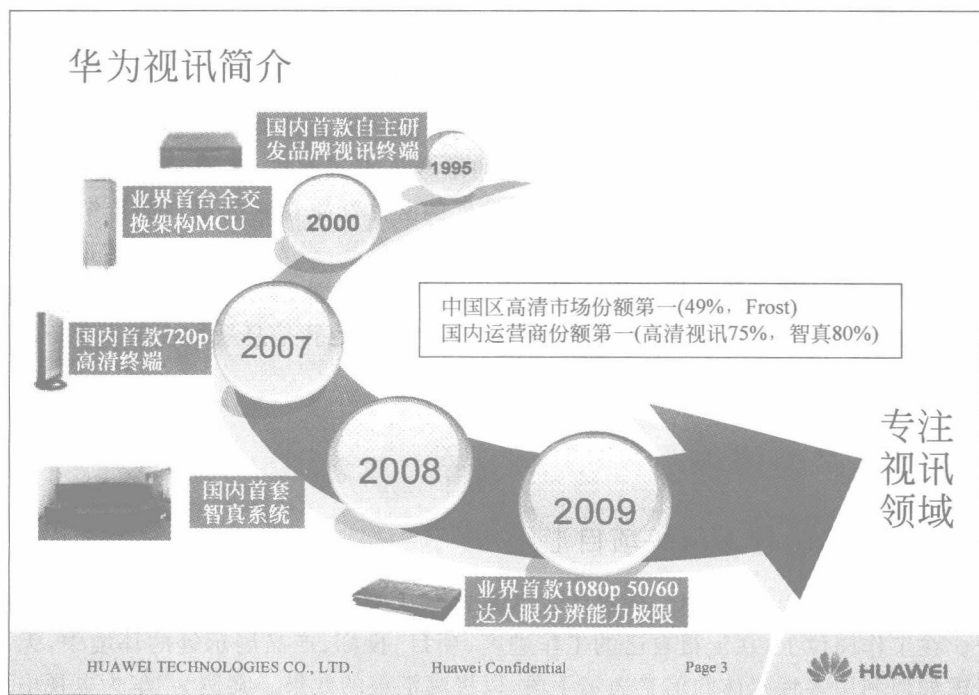 华为视讯简介
国内首款自主研
发品牌视讯终端
1995
业界首台全交
换架构MCU
2000
中国区高清市场份额第一(49%，Frost)
国内运营商份额第一(高清视讯75%，智真80%)
国内首款720p
高清终端
2007
专注
视讯
领域
国内首套
智真系统
2008
2009
业界首款1080p 50/60
达人眼分辨能力极限
HUAWEI TECHNOLOGIES CO., LTD.
Huawei Confidential
Page 3
HUAWEI